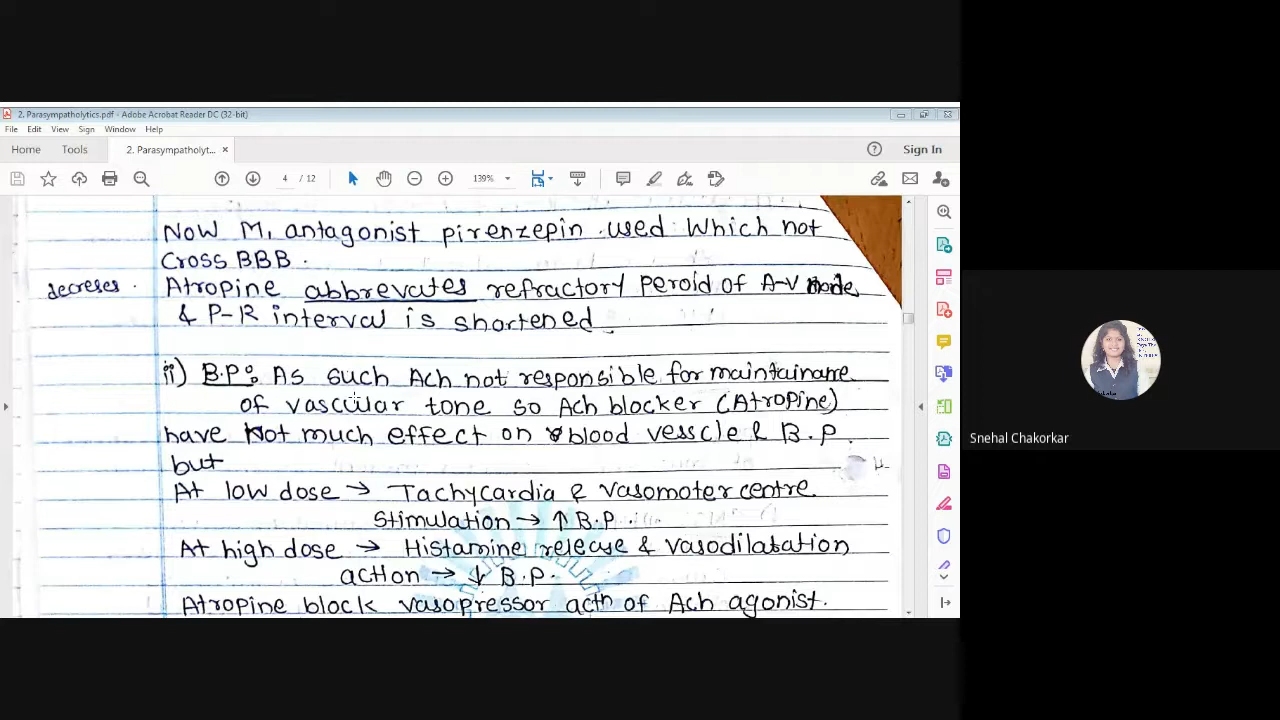 2. Parasympatholytics.pdf - Adobe Acrobat Reader DC (32-bit)
File Edit View Sign Window Help
Home Tools 2. Parasympatholyt... × Sign In
4 / 12 139%
Now M₁ antagonist pirenzepin used which not
cross BBB.
decreses. Atropine abbrevates refractory peroid of A-V node
& P-R interval is shortened.
ii) B.P.: As such Ach not responsible for maintainane
of vascular tone so Ach blocker (Atropine)
have Not much effect on blood vesscle & B.P.
but
At low dose → Tachycardia & vasomoter centre
stimulation → ↑ B.P.
At high dose → Histamine release & vasodilatation
action → ↓ B.P.
Atropine block vasopressor actn of Ach agonist.
Snehal Chakorkar